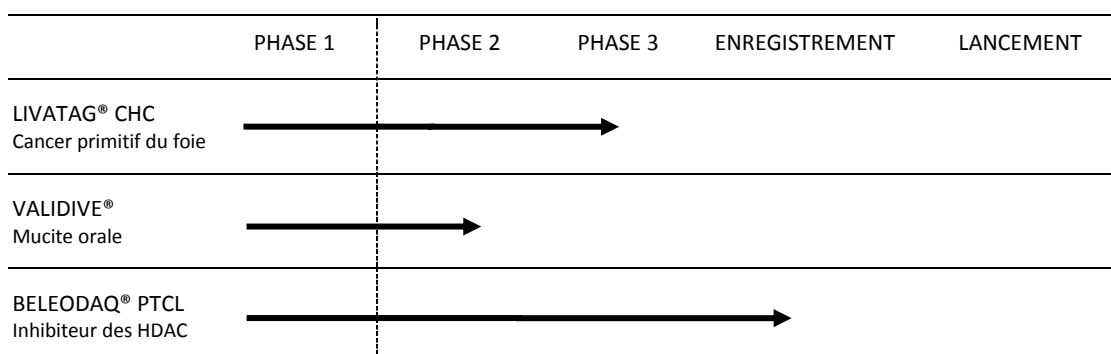 PHASE 1 PHASE 2 PHASE 3 ENREGISTREMENT LANCEMENT
LIVATAG® CHC
Cancer primitif du foie
VALIDIVE®
Mucite orale
BELEODAQ® PTCL
Inhibiteur des HDAC